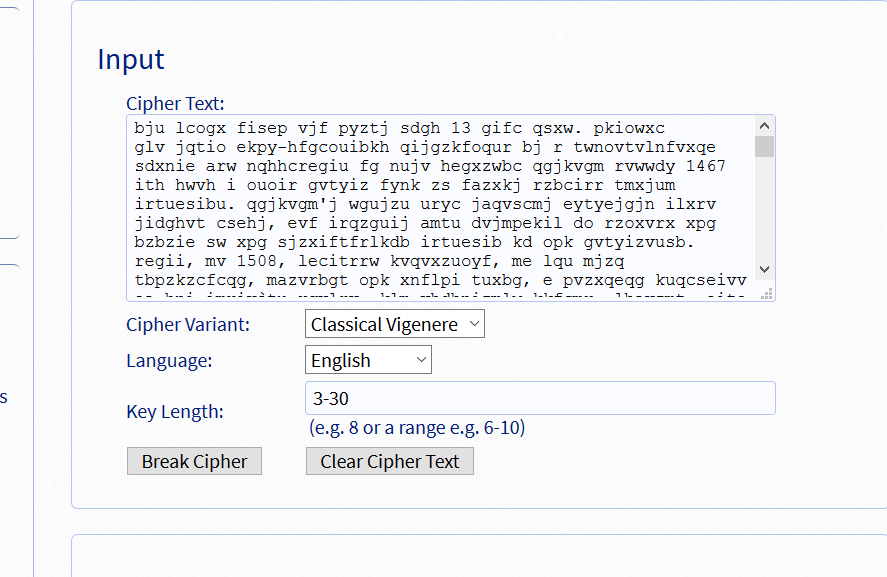 Input
Cipher Text:
bju lcogx fisep vjf pyztj sdgh 13 gifc qsxw. pkiowxc
glv jqtio ekpy-hfgcouibkh qijgzkfoqur bj r twnovtvlnfvxqe
sdxnie arw nqhhcregiu fg nujv hegxzwbc qgjkvgm rvwwdy 1467
ith hwvh i ouoir gvtyiz fynk zs fazxkj rzbcirr tmxjum
irtuesibu. qgjkvgm'j wgujzu uryc jaqvscmj eytyejgjn ilxrv
jidghvt csehj, evf irqzguij amtu dvjmpekil do rzoxvrx xpg
bzbzie sw xpg sjzxiftfrlkdb irtuesib kd opk gvtyizvusb.
regii, mv 1508, lecitrrw kvqvxzuoyf, me lqu mjzq
tbpzkzcfcqg, mazvrbgt opk xnflpi tuxbg, e pvzxqeqg kuqcseivv
Cipher Variant:
Classical Vigenere
Language:
English
Key Length:
3-30
(e.g. 8 or a range e.g. 6-10)
Break Cipher
Clear Cipher Text
s